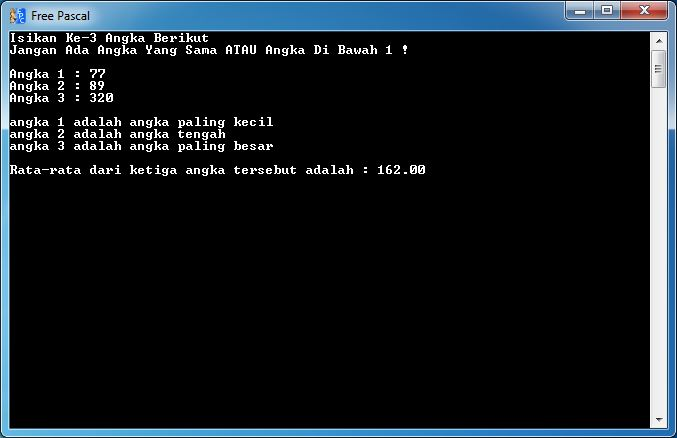 Free Pascal
Isikan Ke-3 Angka Berikut
Jangan Ada Angka Yang Sama ATAU Angka Di Bawah 1 !
Angka 1 : 77
Angka 2 : 89
Angka 3 : 320
angka 1 adalah angka paling kecil
angka 2 adalah angka tengah
angka 3 adalah angka paling besar
Rata-rata dari ketiga angka tersebut adalah : 162.00